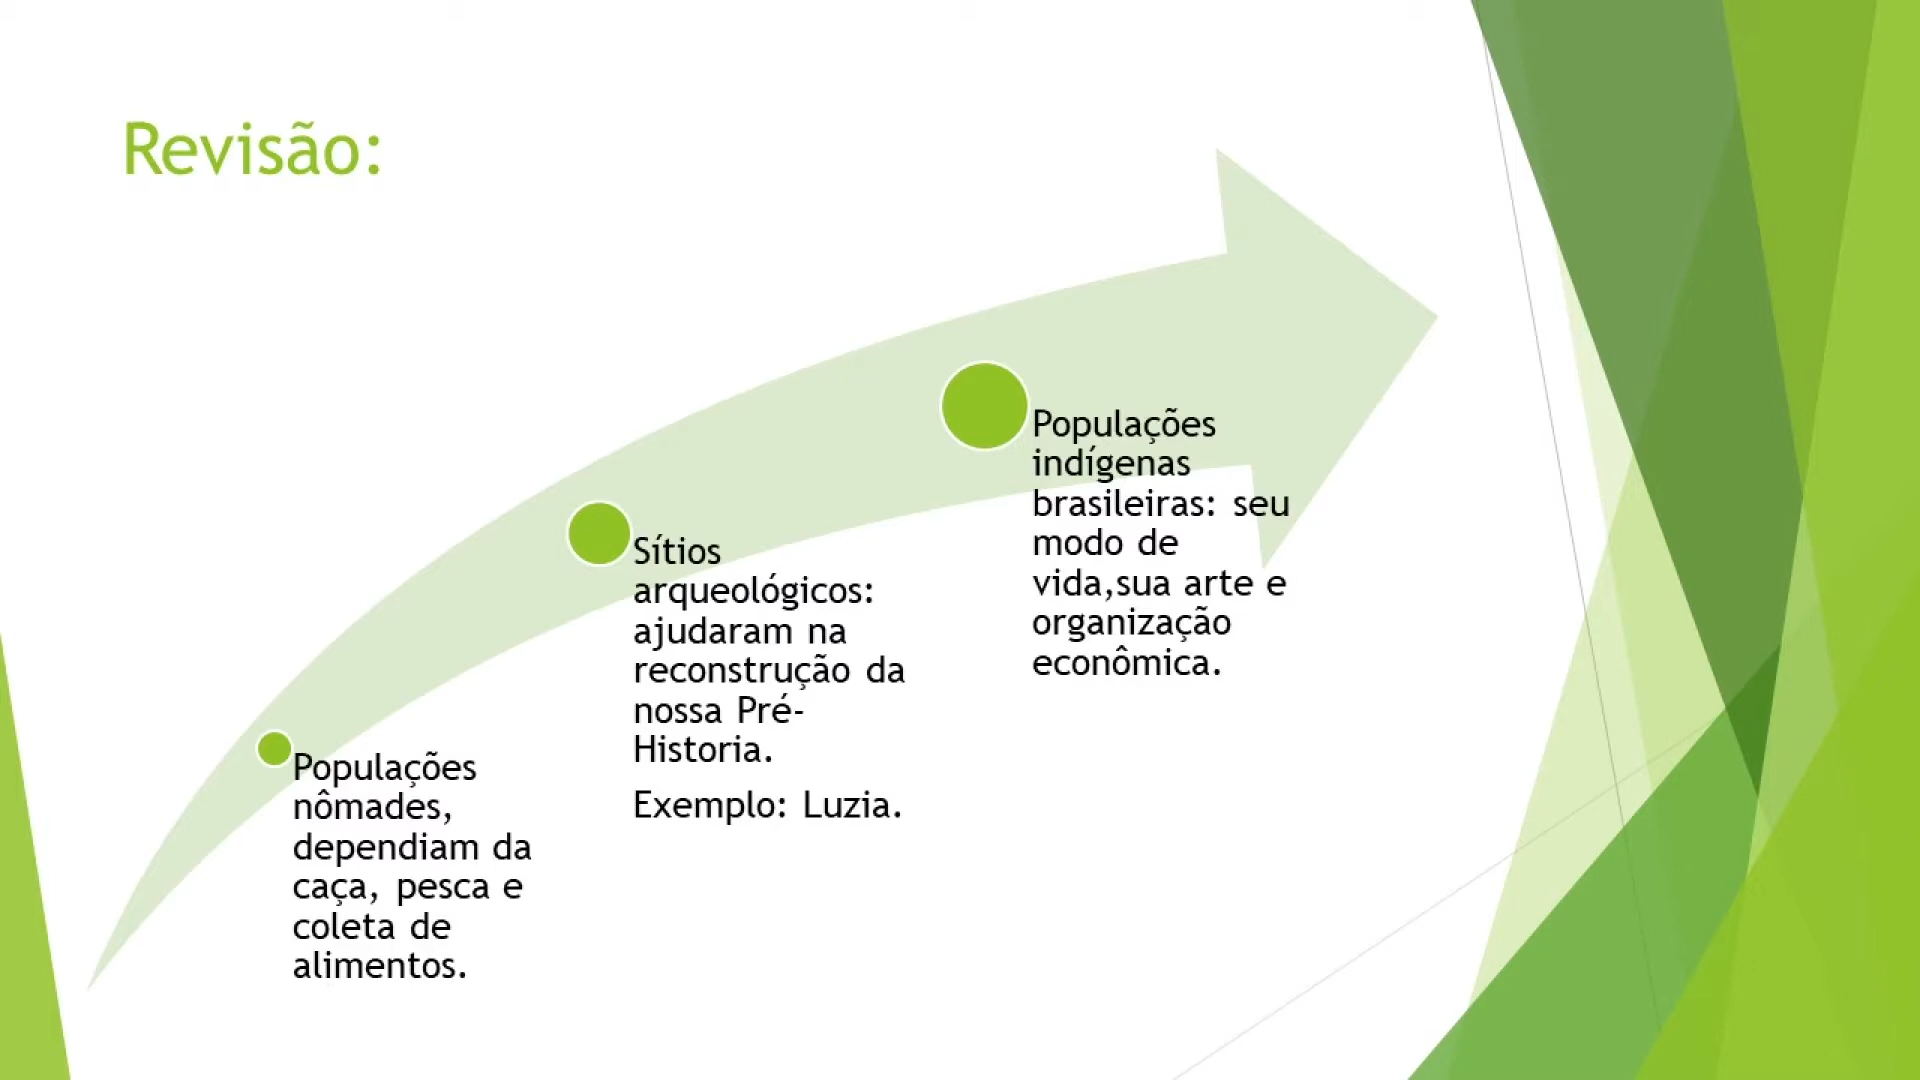 Revisão:
Populações
nômades,
dependiam da
caça, pesca e
coleta de
alimentos.
Sítios
arqueológicos:
ajudaram na
reconstrução da
nossa Pré-
Historia.
Exemplo: Luzia.
Populações
indígenas
brasileiras: seu
modo de
vida,sua arte e
organização
econômica.